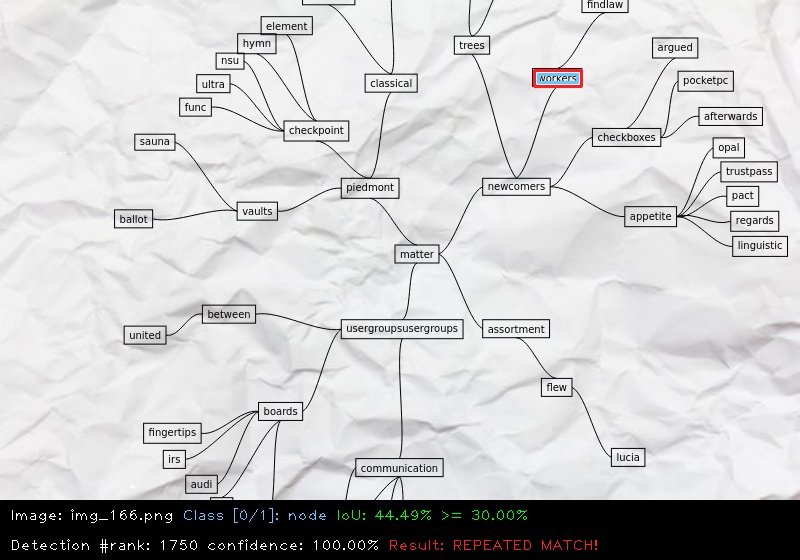 findlaw
element
trees
hymn
argued
nsu
workers
pocketpc
ultra
classical
func
afterwards
checkpoint
checkboxes
sauna
opal
trustpass
piedmont
newcomers
pact
vaults
appetite
ballot
regards
linguistic
matter
between
united
usergroupsusergroups
assortment
flew
boards
fingertips
irs
lucia
communication
audi
Image: img_166.png Class [0/1]: node IoU: 44.49% >= 30.00%
Detection #rank: 1750 confidence: 100.00% Result: REPEATED MATCH!